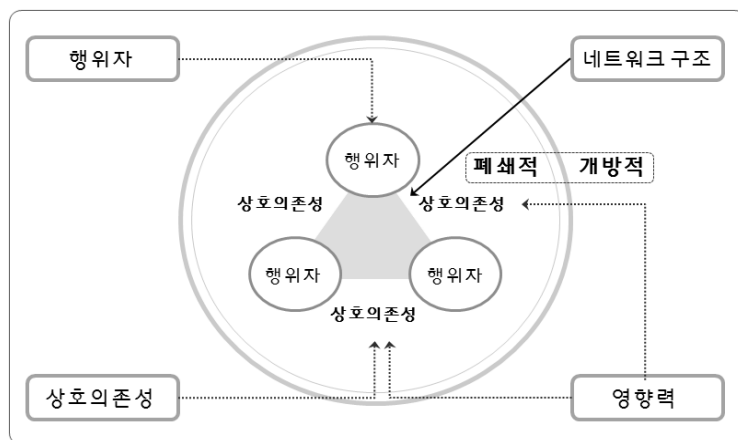 행위자
네트워크 구조
행위자
폐쇄적 개방적
상호의존성
상호의존성
행위자
행위자
상호의존성
상호의존성
영향력